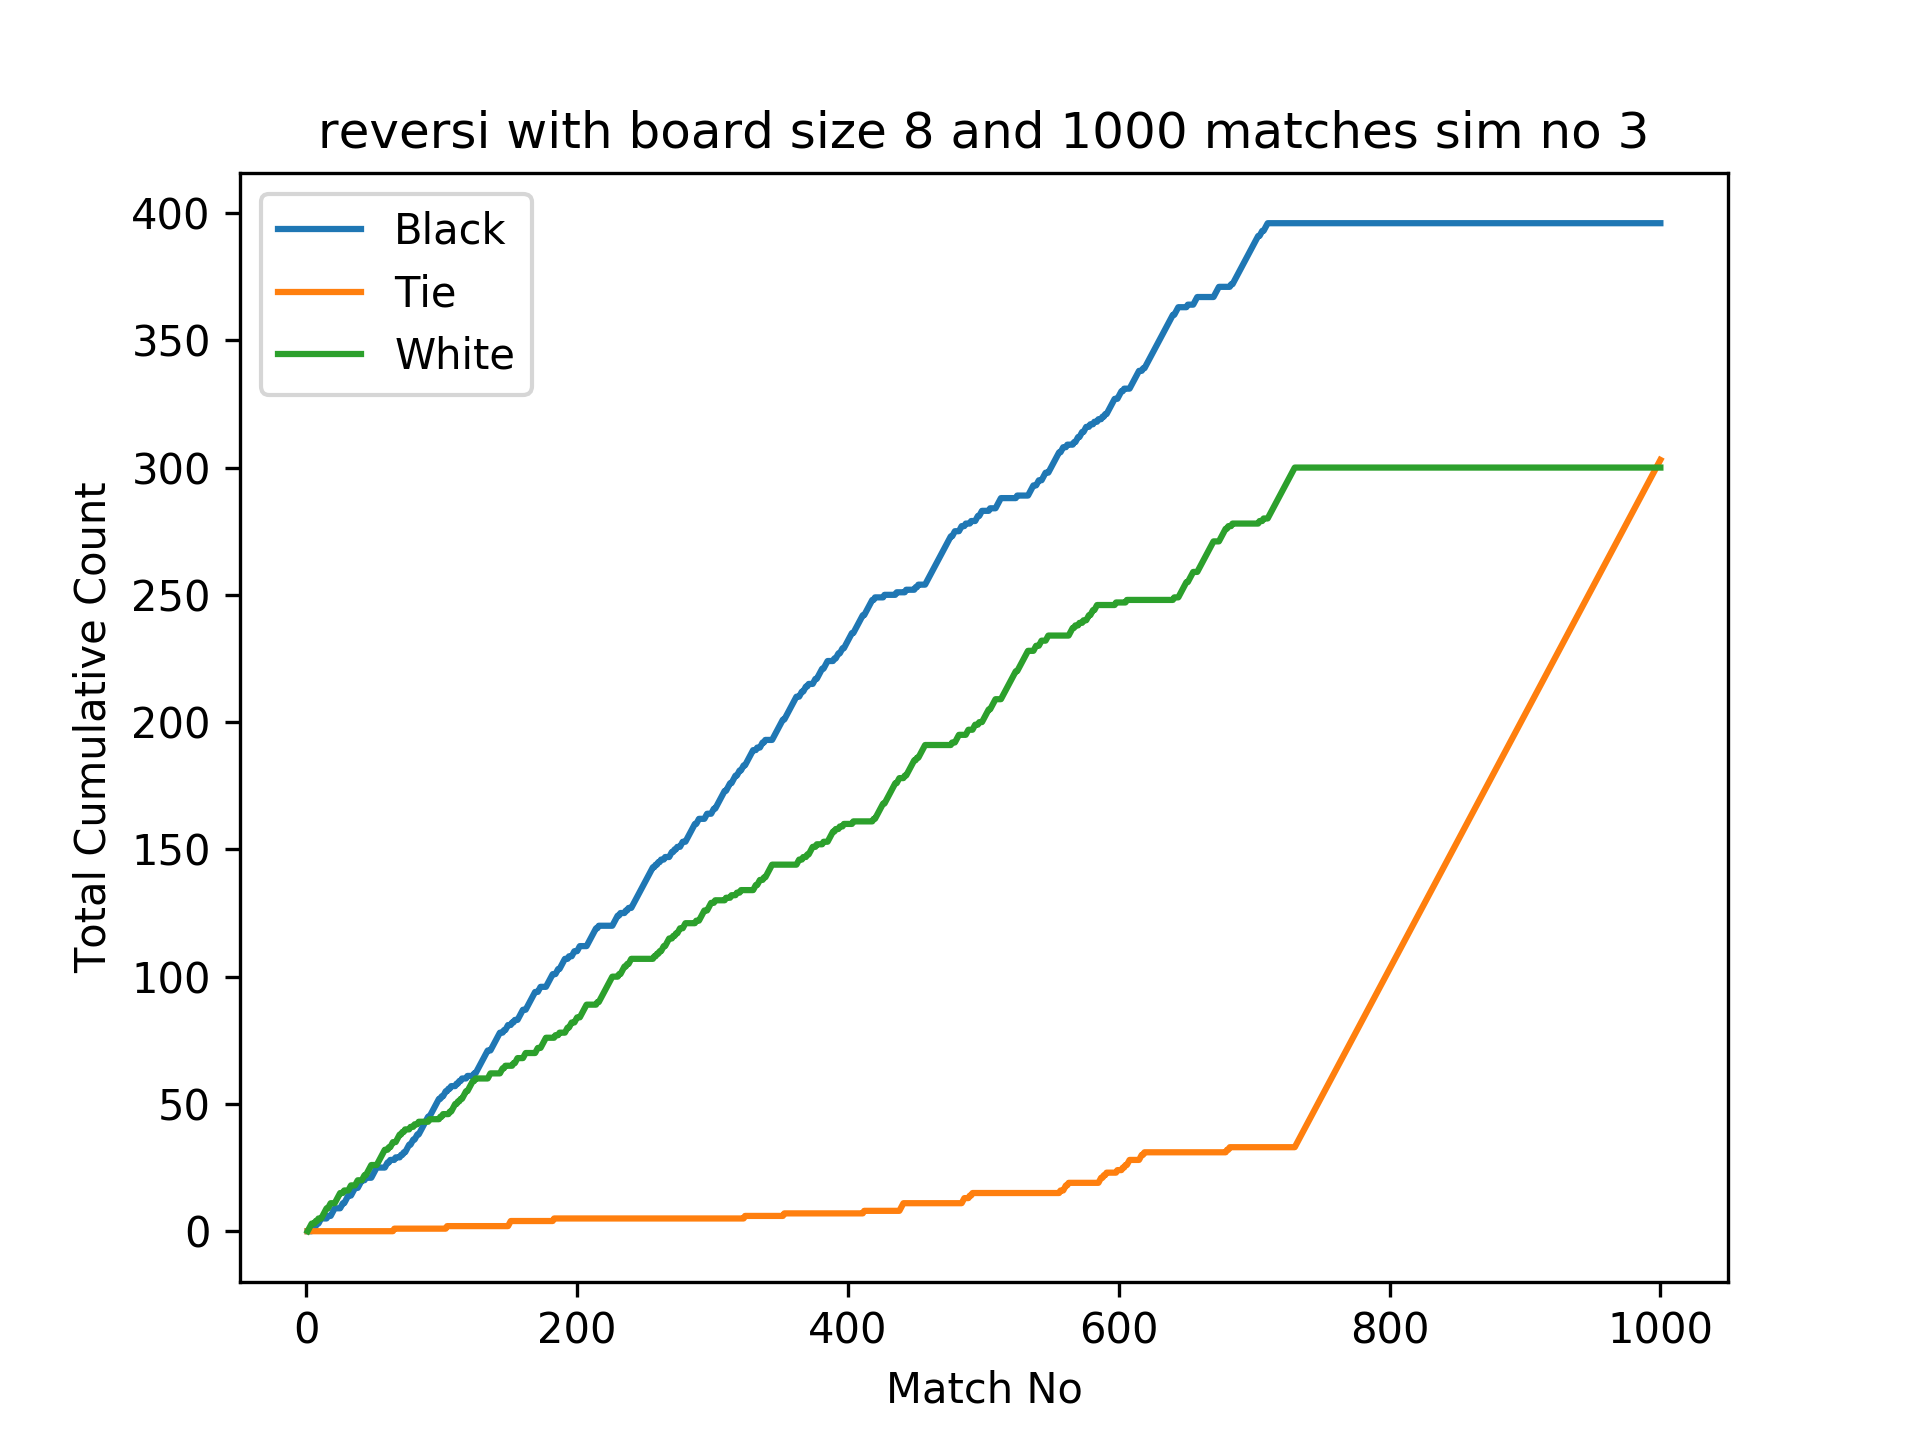 reversi with board size 8 and 1000 matches sim no 3
Black
Tie
White
Total Cumulative Count
400
350
300
250
200
150
100
50
0
0 200 400 600 800 1000
Match No